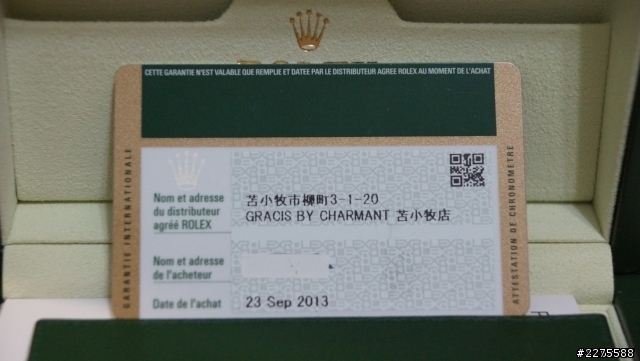 CETTE GARANTIE N'EST VALABLE QUE REMPLIE ET DATEE PAR LE DISTRIBUTEUR AGREE ROLEX AU MOMENT DE L'ACHAT
GARANTIE INTERNATIONALE
Nom et adresse
du distributeur
agréé ROLEX
苫小牧市柳町3-1-20
GRACIS BY CHARMANT 苫小牧店
Nom et adresse
de l'acheteur
Date de l'achat
23 Sep 2013
ATTESTATION DE CHRONOMETRE
#2275588